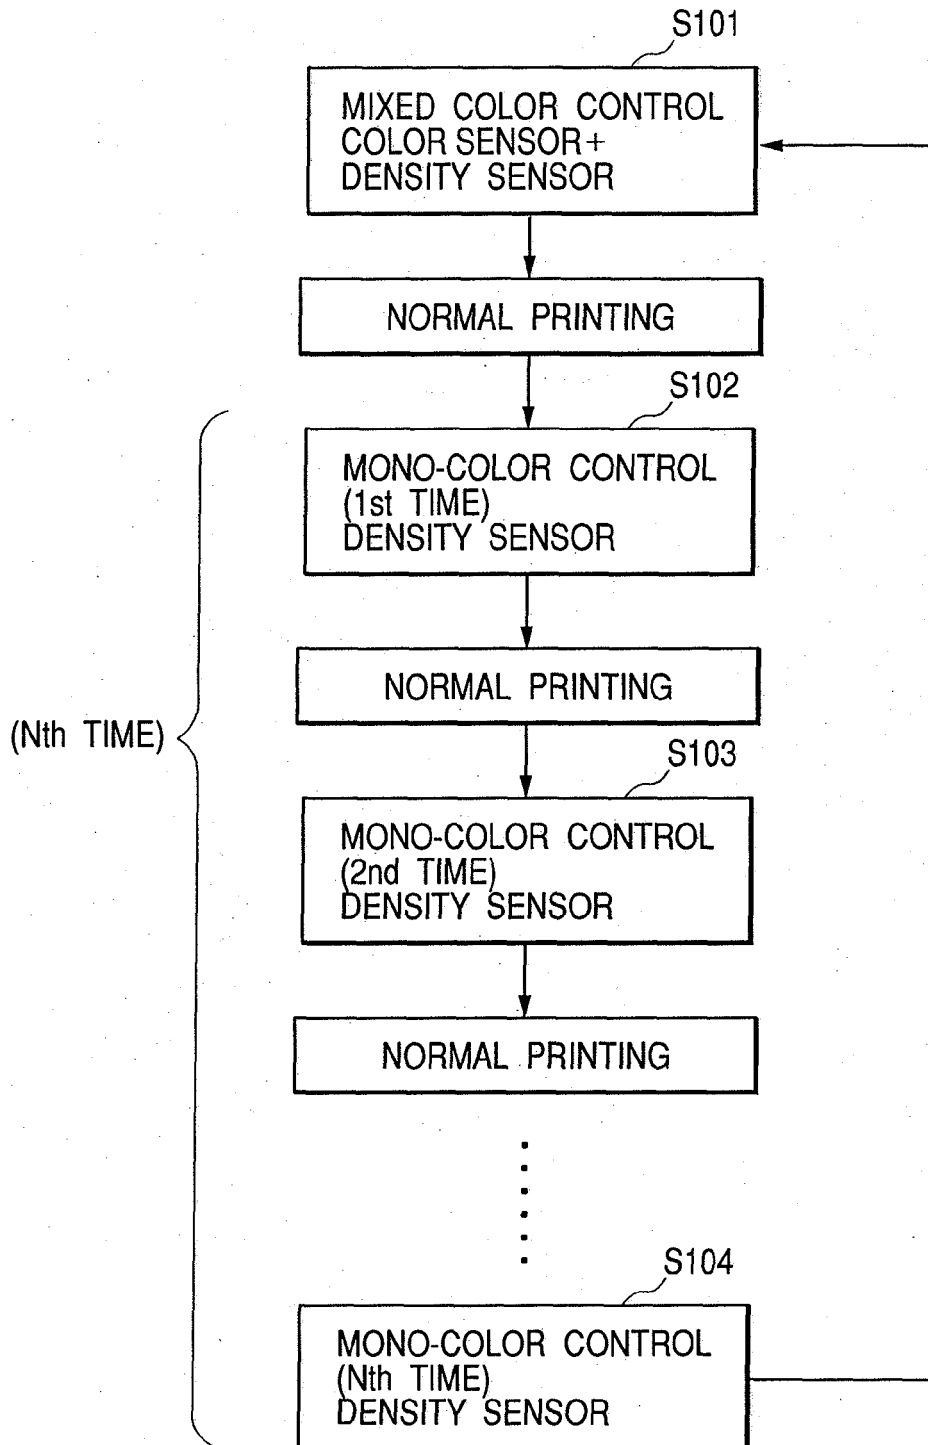 S101
MIXED COLOR CONTROL
COLOR SENSOR+
DENSITY SENSOR
NORMAL PRINTING
S102
MONO-COLOR CONTROL
(1st TIME)
DENSITY SENSOR
NORMAL PRINTING
(Nth TIME)
S103
MONO-COLOR CONTROL
(2nd TIME)
DENSITY SENSOR
NORMAL PRINTING
S104
MONO-COLOR CONTROL
(Nth TIME)
DENSITY SENSOR